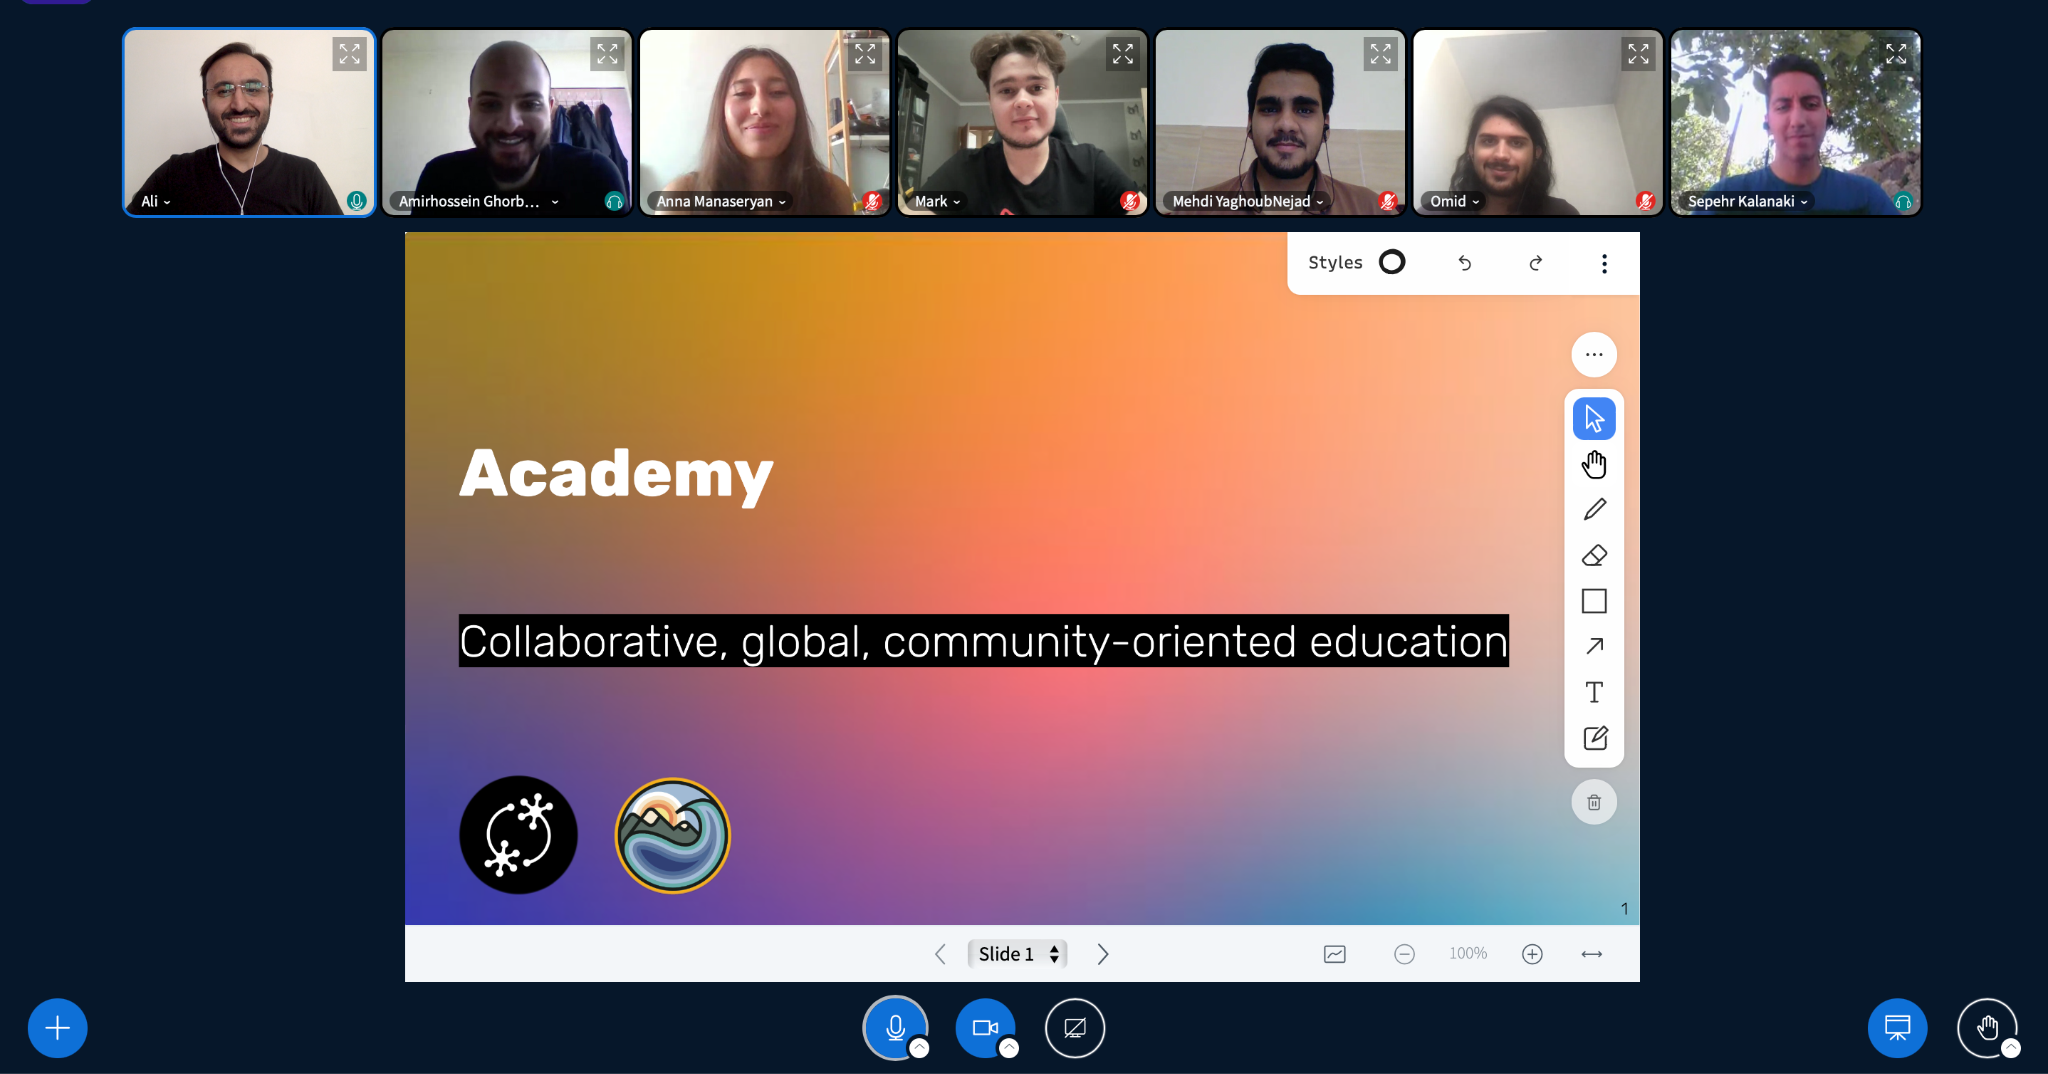 Ali
Amirhossein Ghorb...
Anna Manaseryan
Mark
Mehdi YaghoubNejad
Omid
Sepehr Kalanaki
Styles
Academy
Collaborative, global, community-oriented education
1
Slide 1
100%